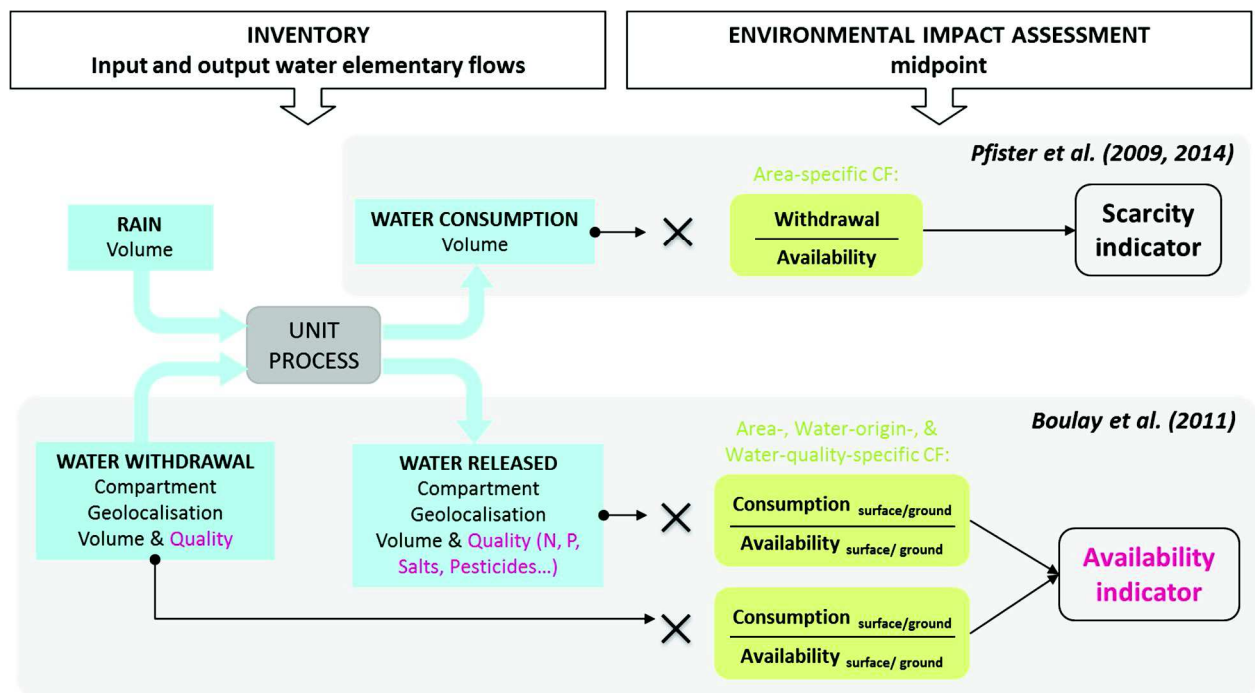 INVENTORY
Input and output water elementary flows
ENVIRONMENTAL IMPACT ASSESSMENT
midpoint
Pfister et al. (2009, 2014)
Area-specific CF:
RAIN
Volume
WATER CONSUMPTION
Volume
Withdrawal
Availability
Scarcity
indicator
UNIT
PROCESS
Boulay et al. (2011)
Area-, Water-origin-, &
Water-quality-specific CF:
WATER WITHDRAWAL
Compartment
Geolocalisation
Volume & Quality
WATER RELEASED
Compartment
Geolocalisation
Volume & Quality (N, P,
Salts, Pesticides...)
Consumption surface/ground
Availability surface/ ground
Availability
indicator
Consumption surface/ground
Availability surface/ ground